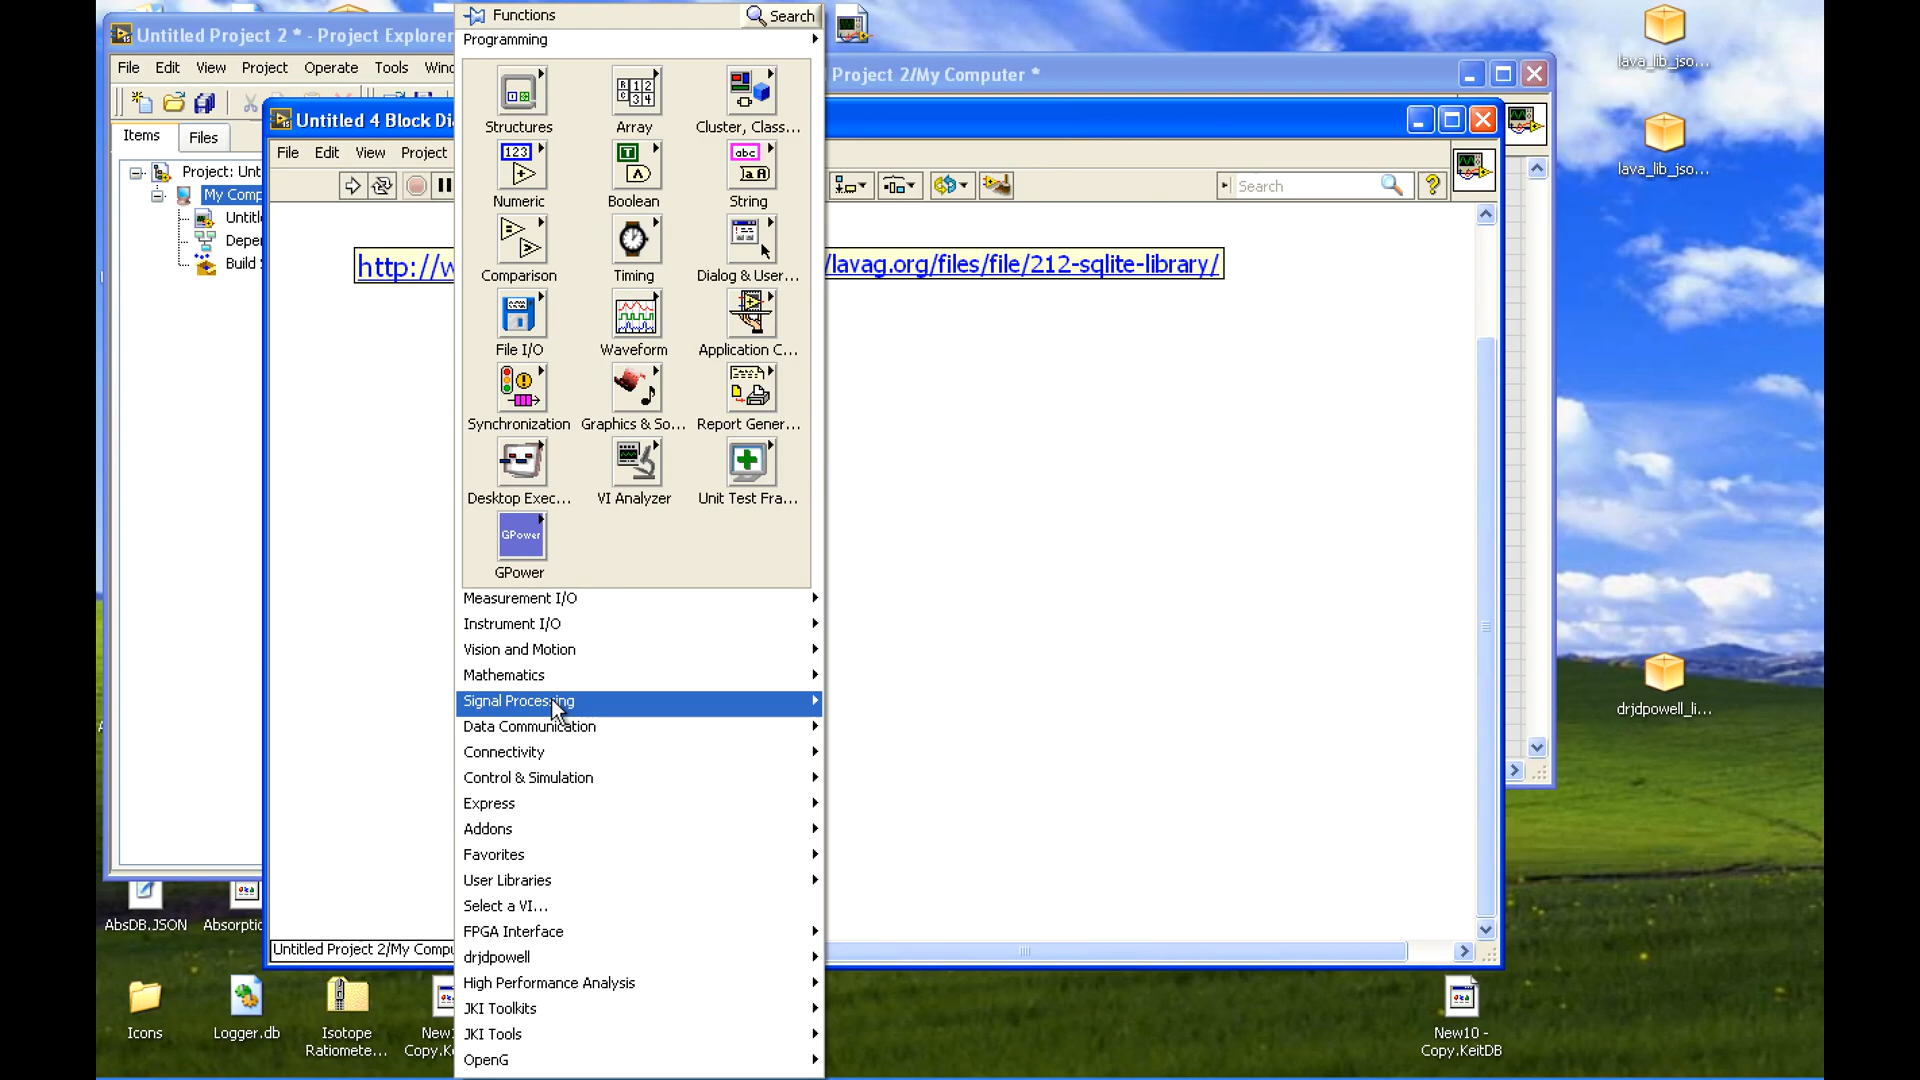 Untitled Project 2 * - Project Explorer
File Edit View Project Operate Tools
Items
Files
My Comp
Build
Functions
Search
Programming
Structures
Array
Cluster, Class...
Numeric
Boolean
String
Comparison
Timing
Dialog & User...
File I/O
Waveform
Application C...
Synchronization
Graphics & So...
Report Gener...
Desktop Exec...
VI Analyzer
Unit Test Fra...
GPower
GPower
Measurement I/O
Instrument I/O
Vision and Motion
Mathematics
Signal Processing
Data Communication
Connectivity
Control & Simulation
Express
Addons
Favorites
User Libraries
Select a VI...
FPGA Interface
drjdpowell
High Performance Analysis
JKI Toolkits
JKI Tools
OpenG
Project 2/My Computer *
Untitled 4 Block Di
File Edit View Project
Search
http://w
/lavag.org/files/file/212-sqlite-library/
Untitled Project 2/My Compu
lava_lib_jso...
lava_lib_jso...
drjdpowell_li...
AbsDB.JSON
Absorptio
Icons
Logger.db
Isotope
Ratiomete...
New1
Copy.Ke
New10 -
Copy.KeitDB